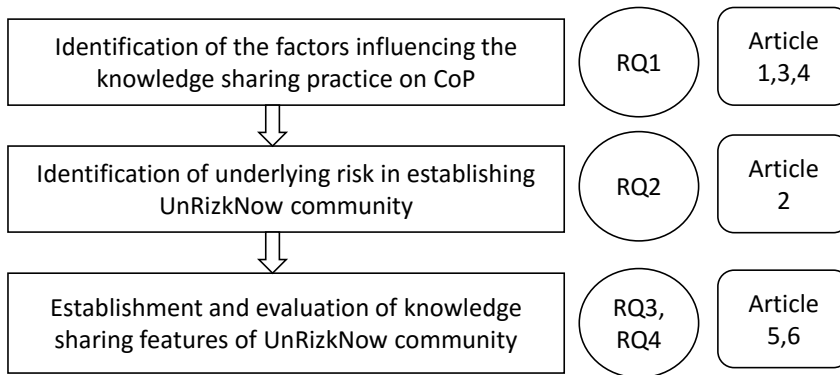 Identification of the factors influencing the
knowledge sharing practice on CoP
RQ1
Article
1,3,4
Identification of underlying risk in establishing
UnRizkNow community
RQ2
Article
2
Establishment and evaluation of knowledge
sharing features of UnRizkNow community
RQ3,
RQ4
Article
5,6